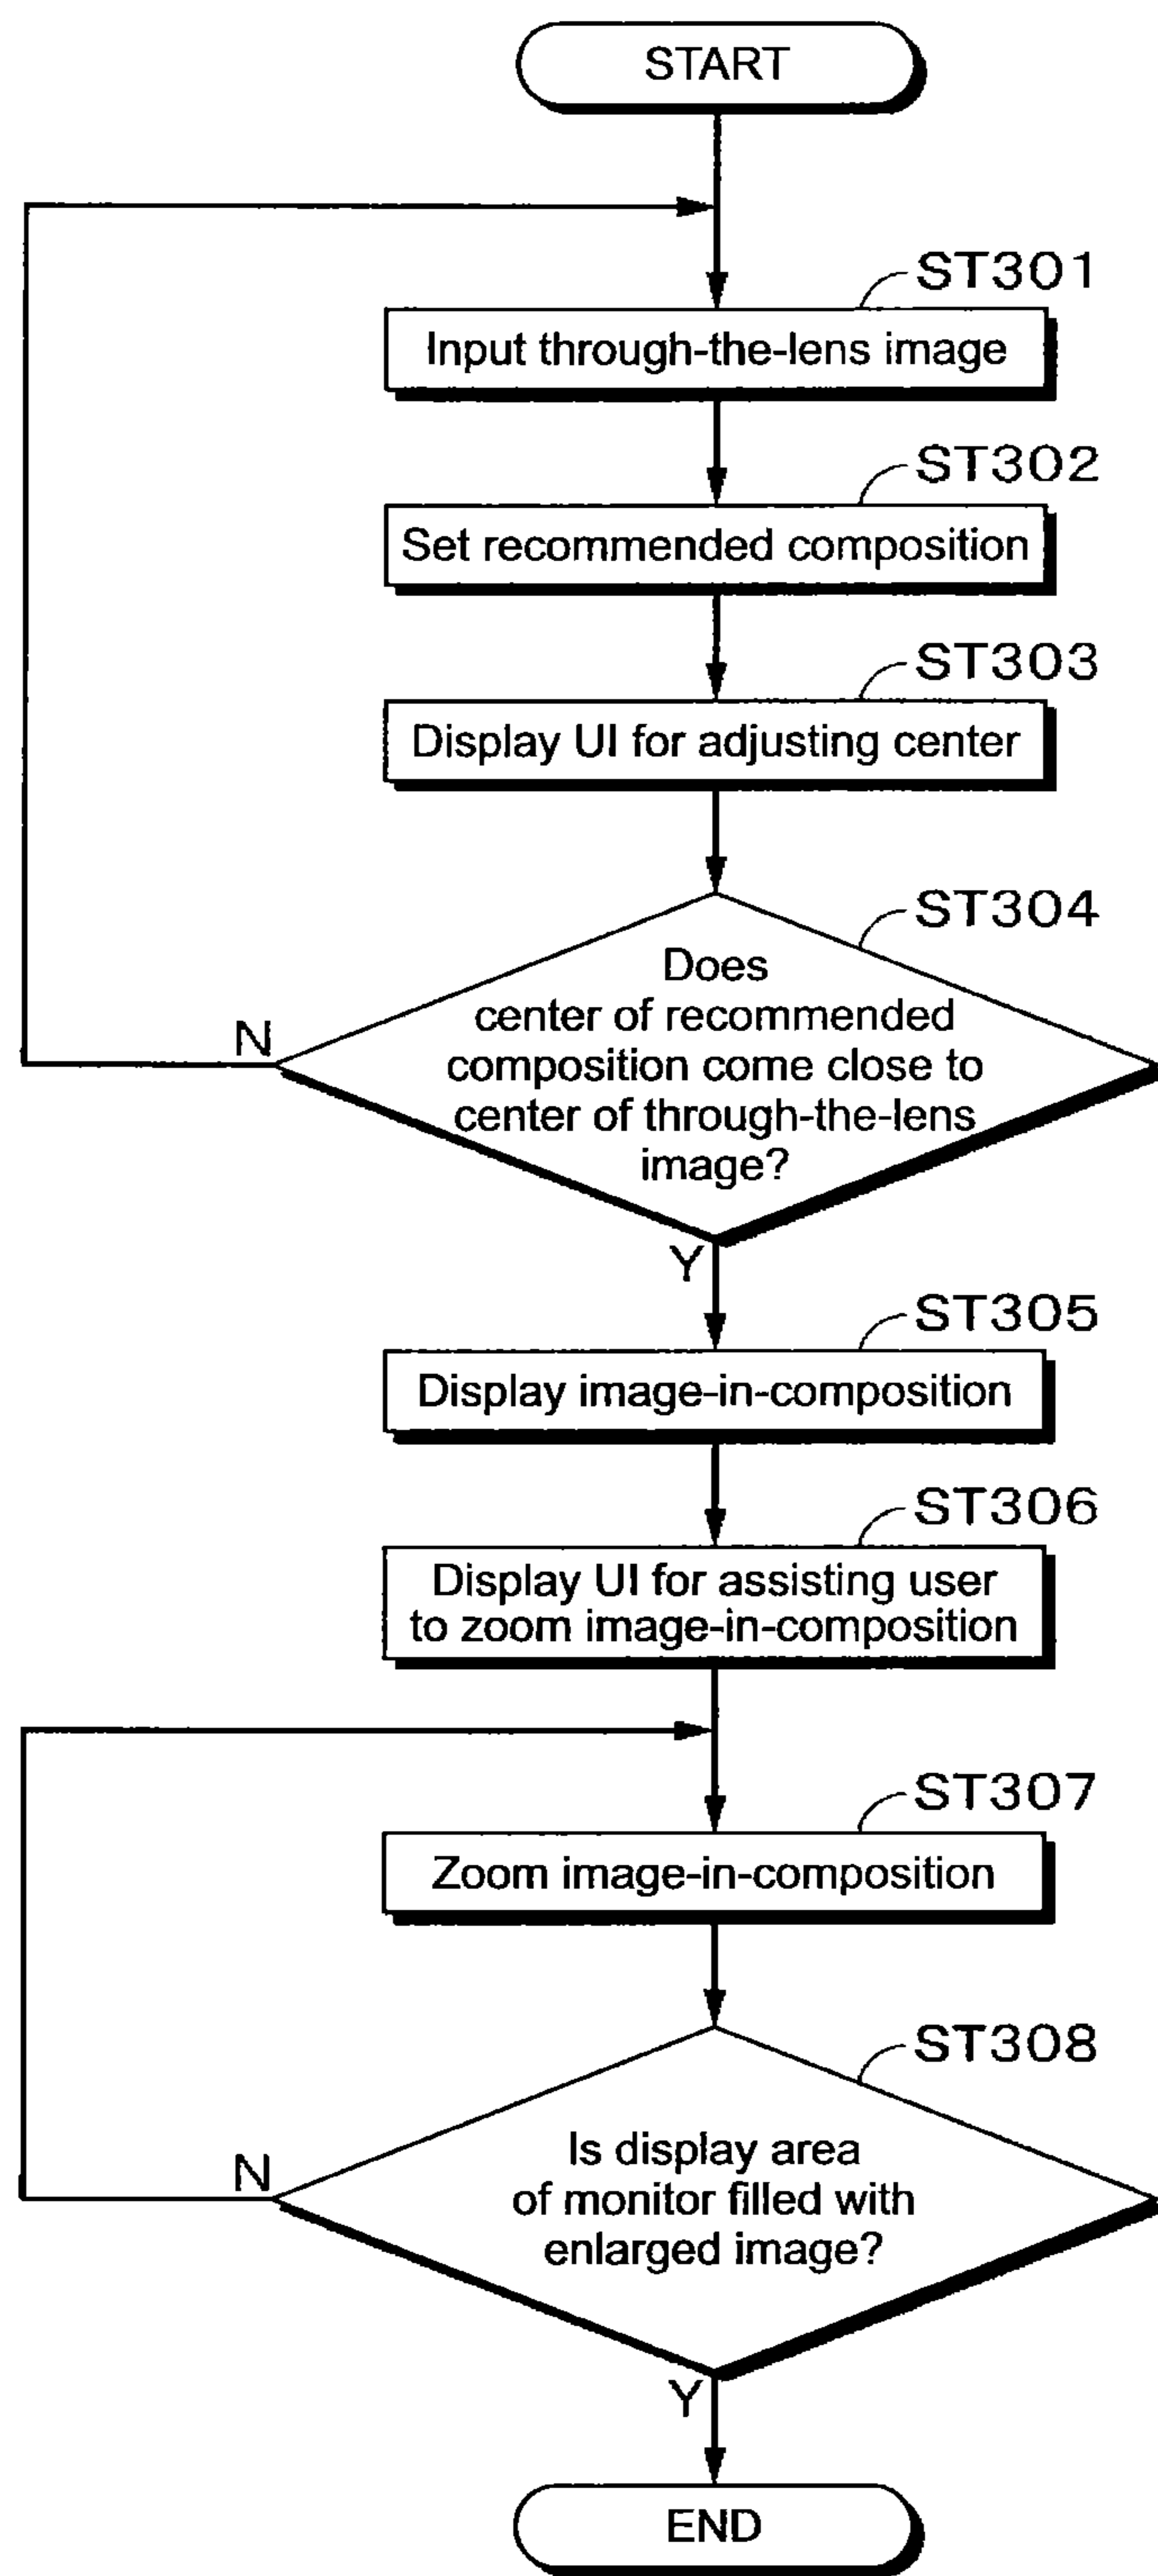 START
ST301
Input through-the-lens image
ST302
Set recommended composition
ST303
Display UI for adjusting center
ST304
Does
center of recommended
composition come close to
center of through-the-lens
image?
N
Y
ST305
Display image-in-composition
ST306
Display UI for assisting user
to zoom image-in-composition
ST307
Zoom image-in-composition
ST308
Is display area
of monitor filled with
enlarged image?
N
Y
END